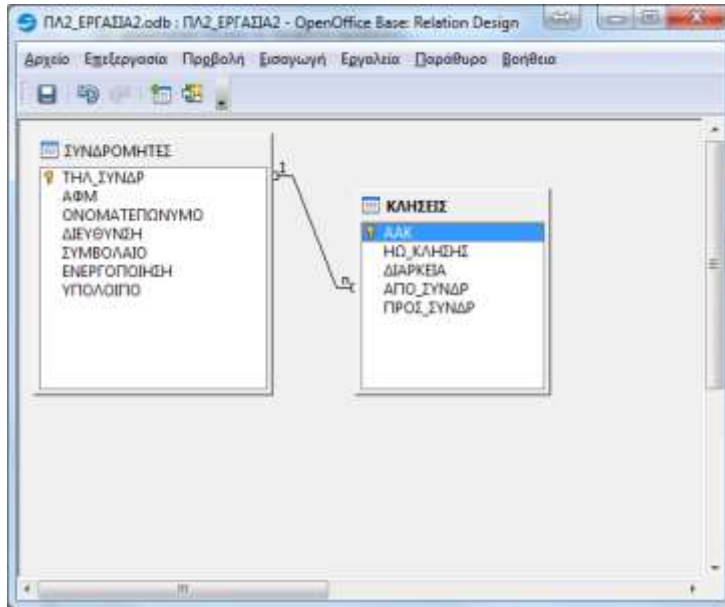 ΠΛ2_ΕΡΓΑΣΙΑ2.odb : ΠΛ2_ΕΡΓΑΣΙΑ2 - OpenOffice Base: Relation Design
Αρχείο Επεξεργασία Προβολή Εισαγωγή Εργαλεία Παράθυρο Βοήθεια
ΣΥΝΔΡΟΜΗΤΕΣ
ΤΗΛ_ΣΥΝΔΡ
ΑΦΜ
ΟΝΟΜΑΤΕΠΩΝΥΜΟ
ΔΙΕΥΘΥΝΣΗ
ΣΥΜΒΟΛΑΙΟ
ΕΝΕΡΓΟΠΟΙΗΣΗ
ΥΠΟΛΟΙΠΟ
1
n
ΚΛΗΣΕΙΣ
ΑΑΚ
ΗΩ_ΚΛΗΣΗΣ
ΔΙΑΡΚΕΙΑ
ΑΠΟ_ΣΥΝΔΡ
ΠΡΟΣ_ΣΥΝΔΡ